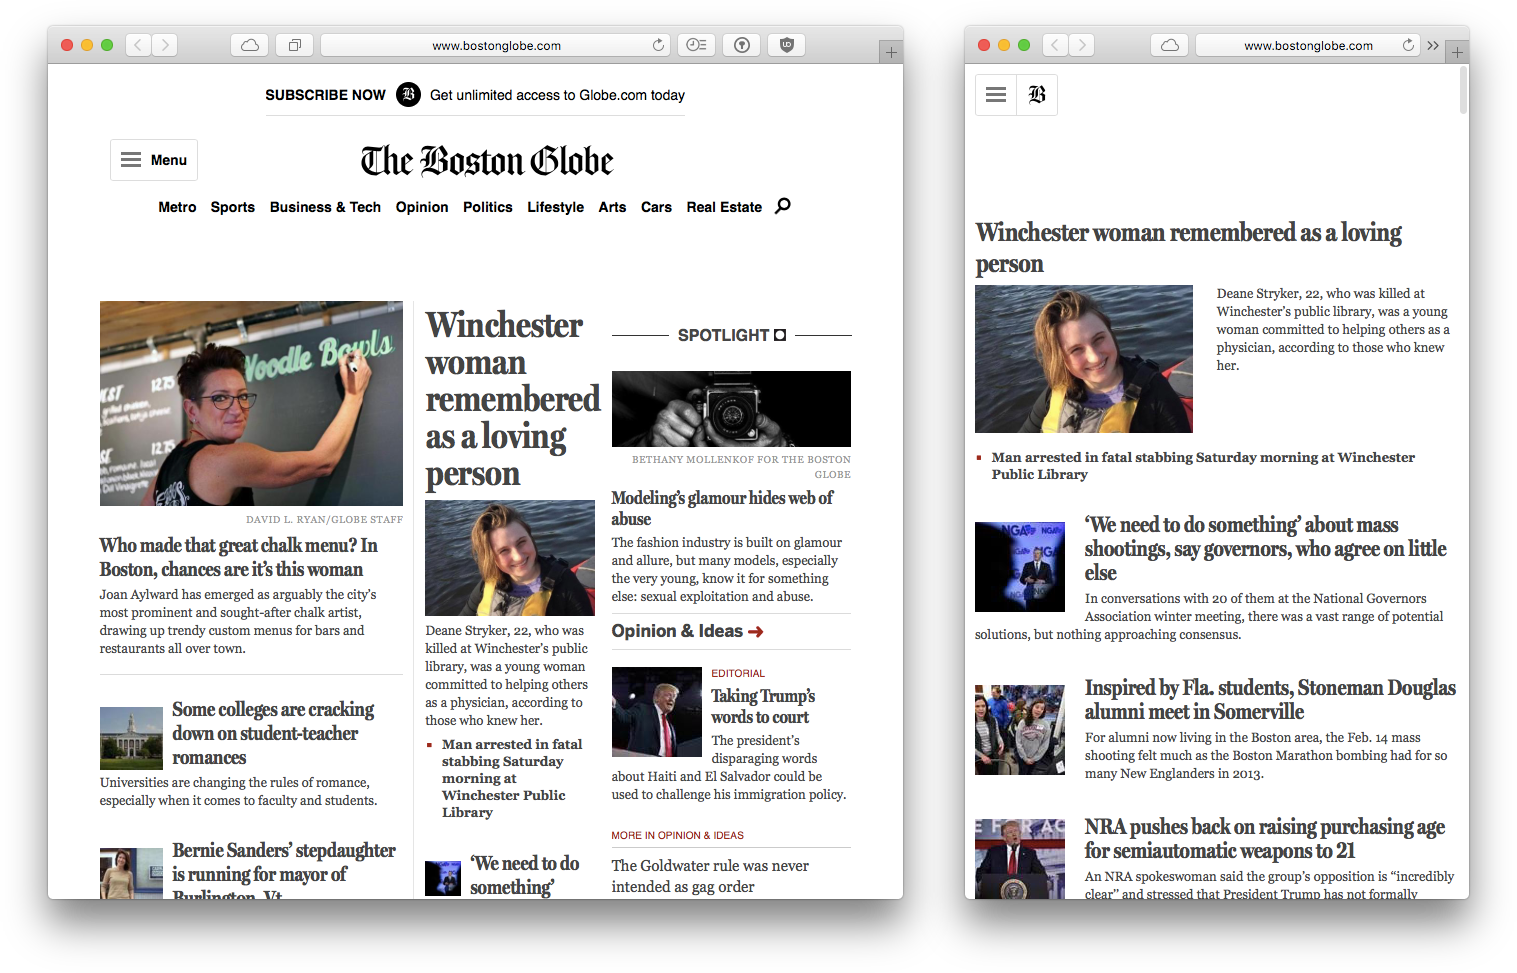 www.bostonglobe.com
SUBSCRIBE NOW B Get unlimited access to Globe.com today
Menu
The Boston Globe
Metro Sports Business & Tech Opinion Politics Lifestyle Arts Cars Real Estate
Noodle Bowls
12.75
DAVID L. RYAN/GLOBE STAFF
Who made that great chalk menu? In
Boston, chances are it's this woman
Joan Aylward has emerged as arguably the city's
most prominent and sought-after chalk artist,
drawing up trendy custom menus for bars and
restaurants all over town.
Some colleges are cracking
down on student-teacher
romances
Universities are changing the rules of romance,
especially when it comes to faculty and students.
Bernie Sanders' stepdaughter
is running for mayor of
Burlington, Vt.
Winchester
woman
remembered
as a loving
person
Deane Stryker, 22, who was
killed at Winchester's public
library, was a young woman
committed to helping others
as a physician, according to
those who knew her.
Man arrested in fatal
stabbing Saturday
morning at
Winchester Public
Library
‘We need to do
something’
SPOTLIGHT
BETHANY MOLLENKOF FOR THE BOSTON
GLOBE
Modeling's glamour hides web of
abuse
The fashion industry is built on glamour
and allure, but many models, especially
the very young, know it for something
else: sexual exploitation and abuse.
Opinion & Ideas
EDITORIAL
Taking Trump's
words to court
The president's
disparaging words
about Haiti and El Salvador could be
used to challenge his immigration policy.
MORE IN OPINION & IDEAS
The Goldwater rule was never
intended as gag order
www.bostonglobe.com
B
Winchester woman remembered as a loving
person
Deane Stryker, 22, who was killed at
Winchester's public library, was a young
woman committed to helping others as a
physician, according to those who knew
her.
Man arrested in fatal stabbing Saturday morning at Winchester
Public Library
NGA
‘We need to do something’ about mass
shootings, say governors, who agree on little
else
In conversations with 20 of them at the National Governors
Association winter meeting, there was a vast range of potential
solutions, but nothing approaching consensus.
Inspired by Fla. students, Stoneman Douglas
alumni meet in Somerville
For alumni now living in the Boston area, the Feb. 14 mass
shooting felt much as the Boston Marathon bombing had for so
many New Englanders in 2013.
NRA pushes back on raising purchasing age
for semiautomatic weapons to 21
An NRA spokeswoman said the group's opposition is “incredibly
clear” and stressed that President Trump has not formally